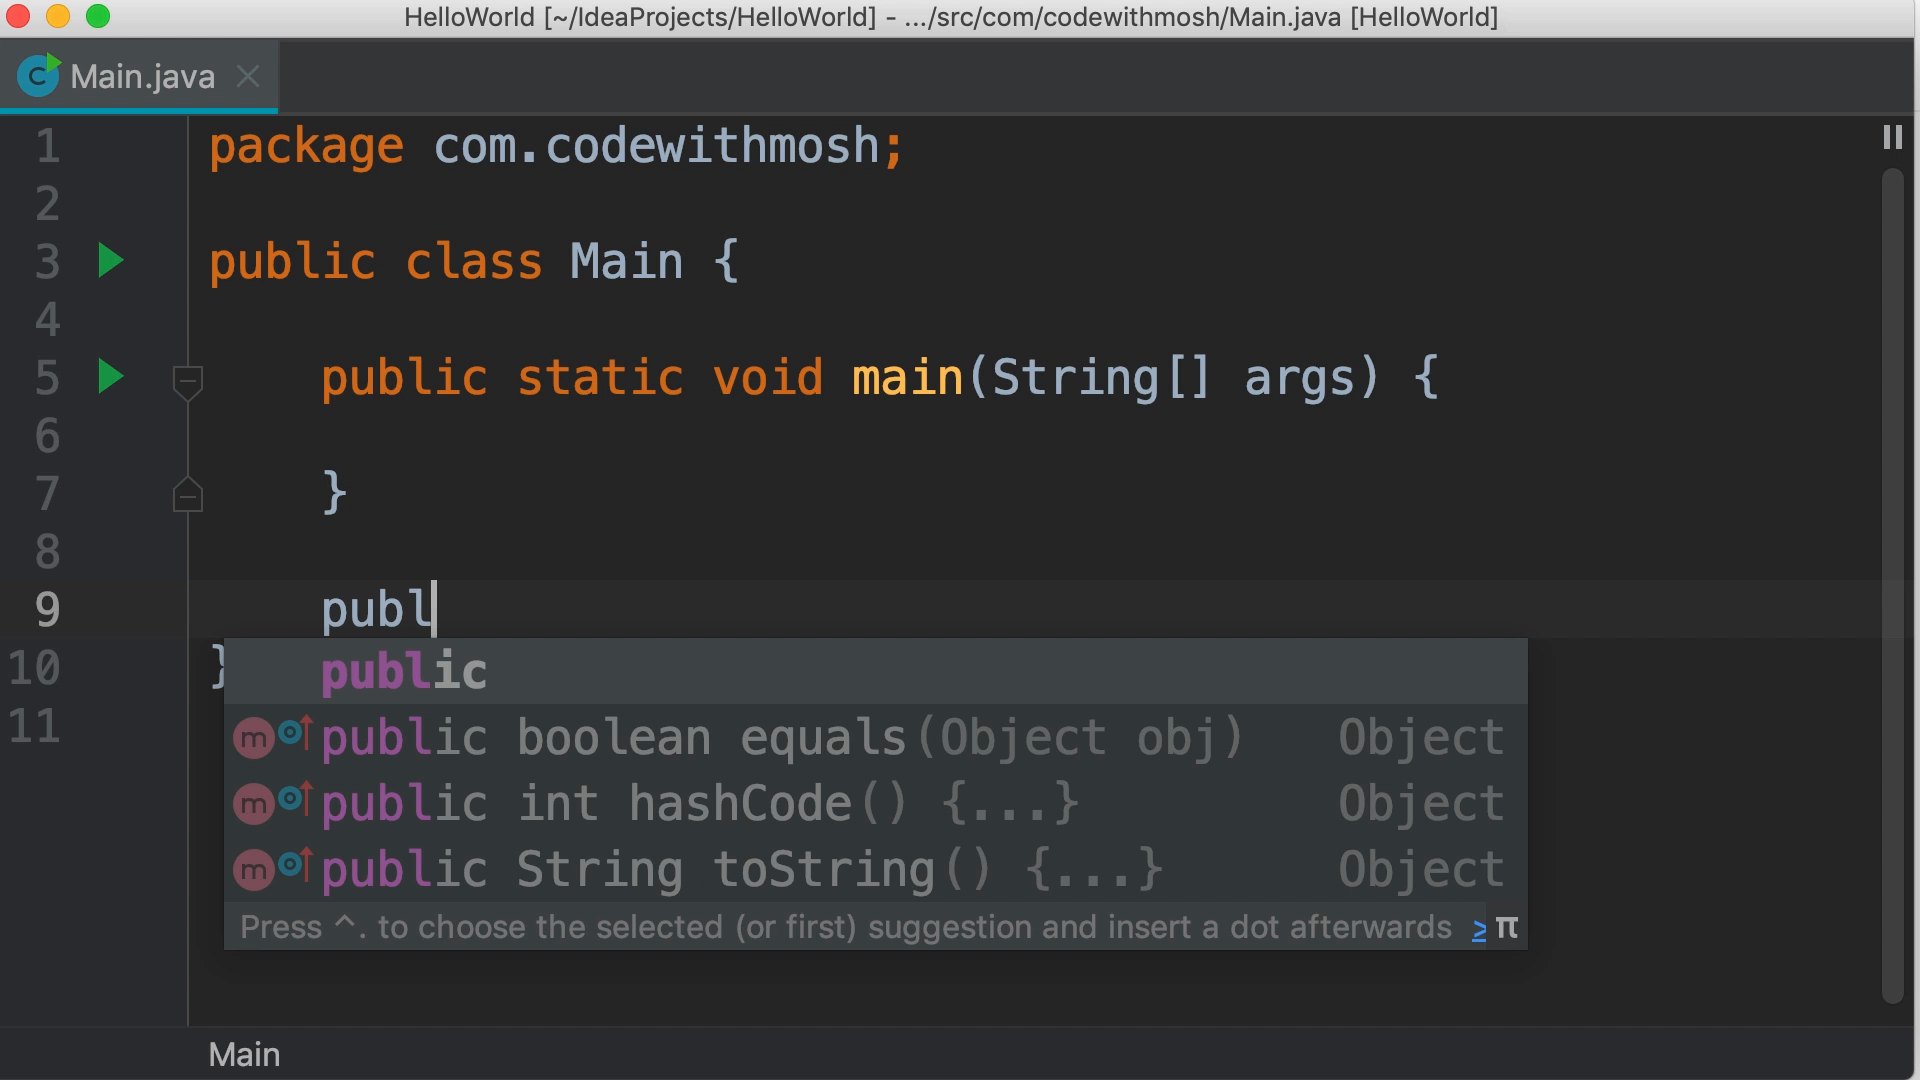 HelloWorld [~/IdeaProjects/HelloWorld] - .../src/com/codewithmosh/Main.java [HelloWorld]
C Main.java
1 package com.codewithmosh;
2
3 public class Main {
4
5 public static void main(String[] args) {
6
7 }
8
9 publ
10 }
11
public
m public boolean equals(Object obj) Object
m public int hashCode() {...} Object
m public String toString() {...} Object
Press ^. to choose the selected (or first) suggestion and insert a dot afterwards ≥ π
Main